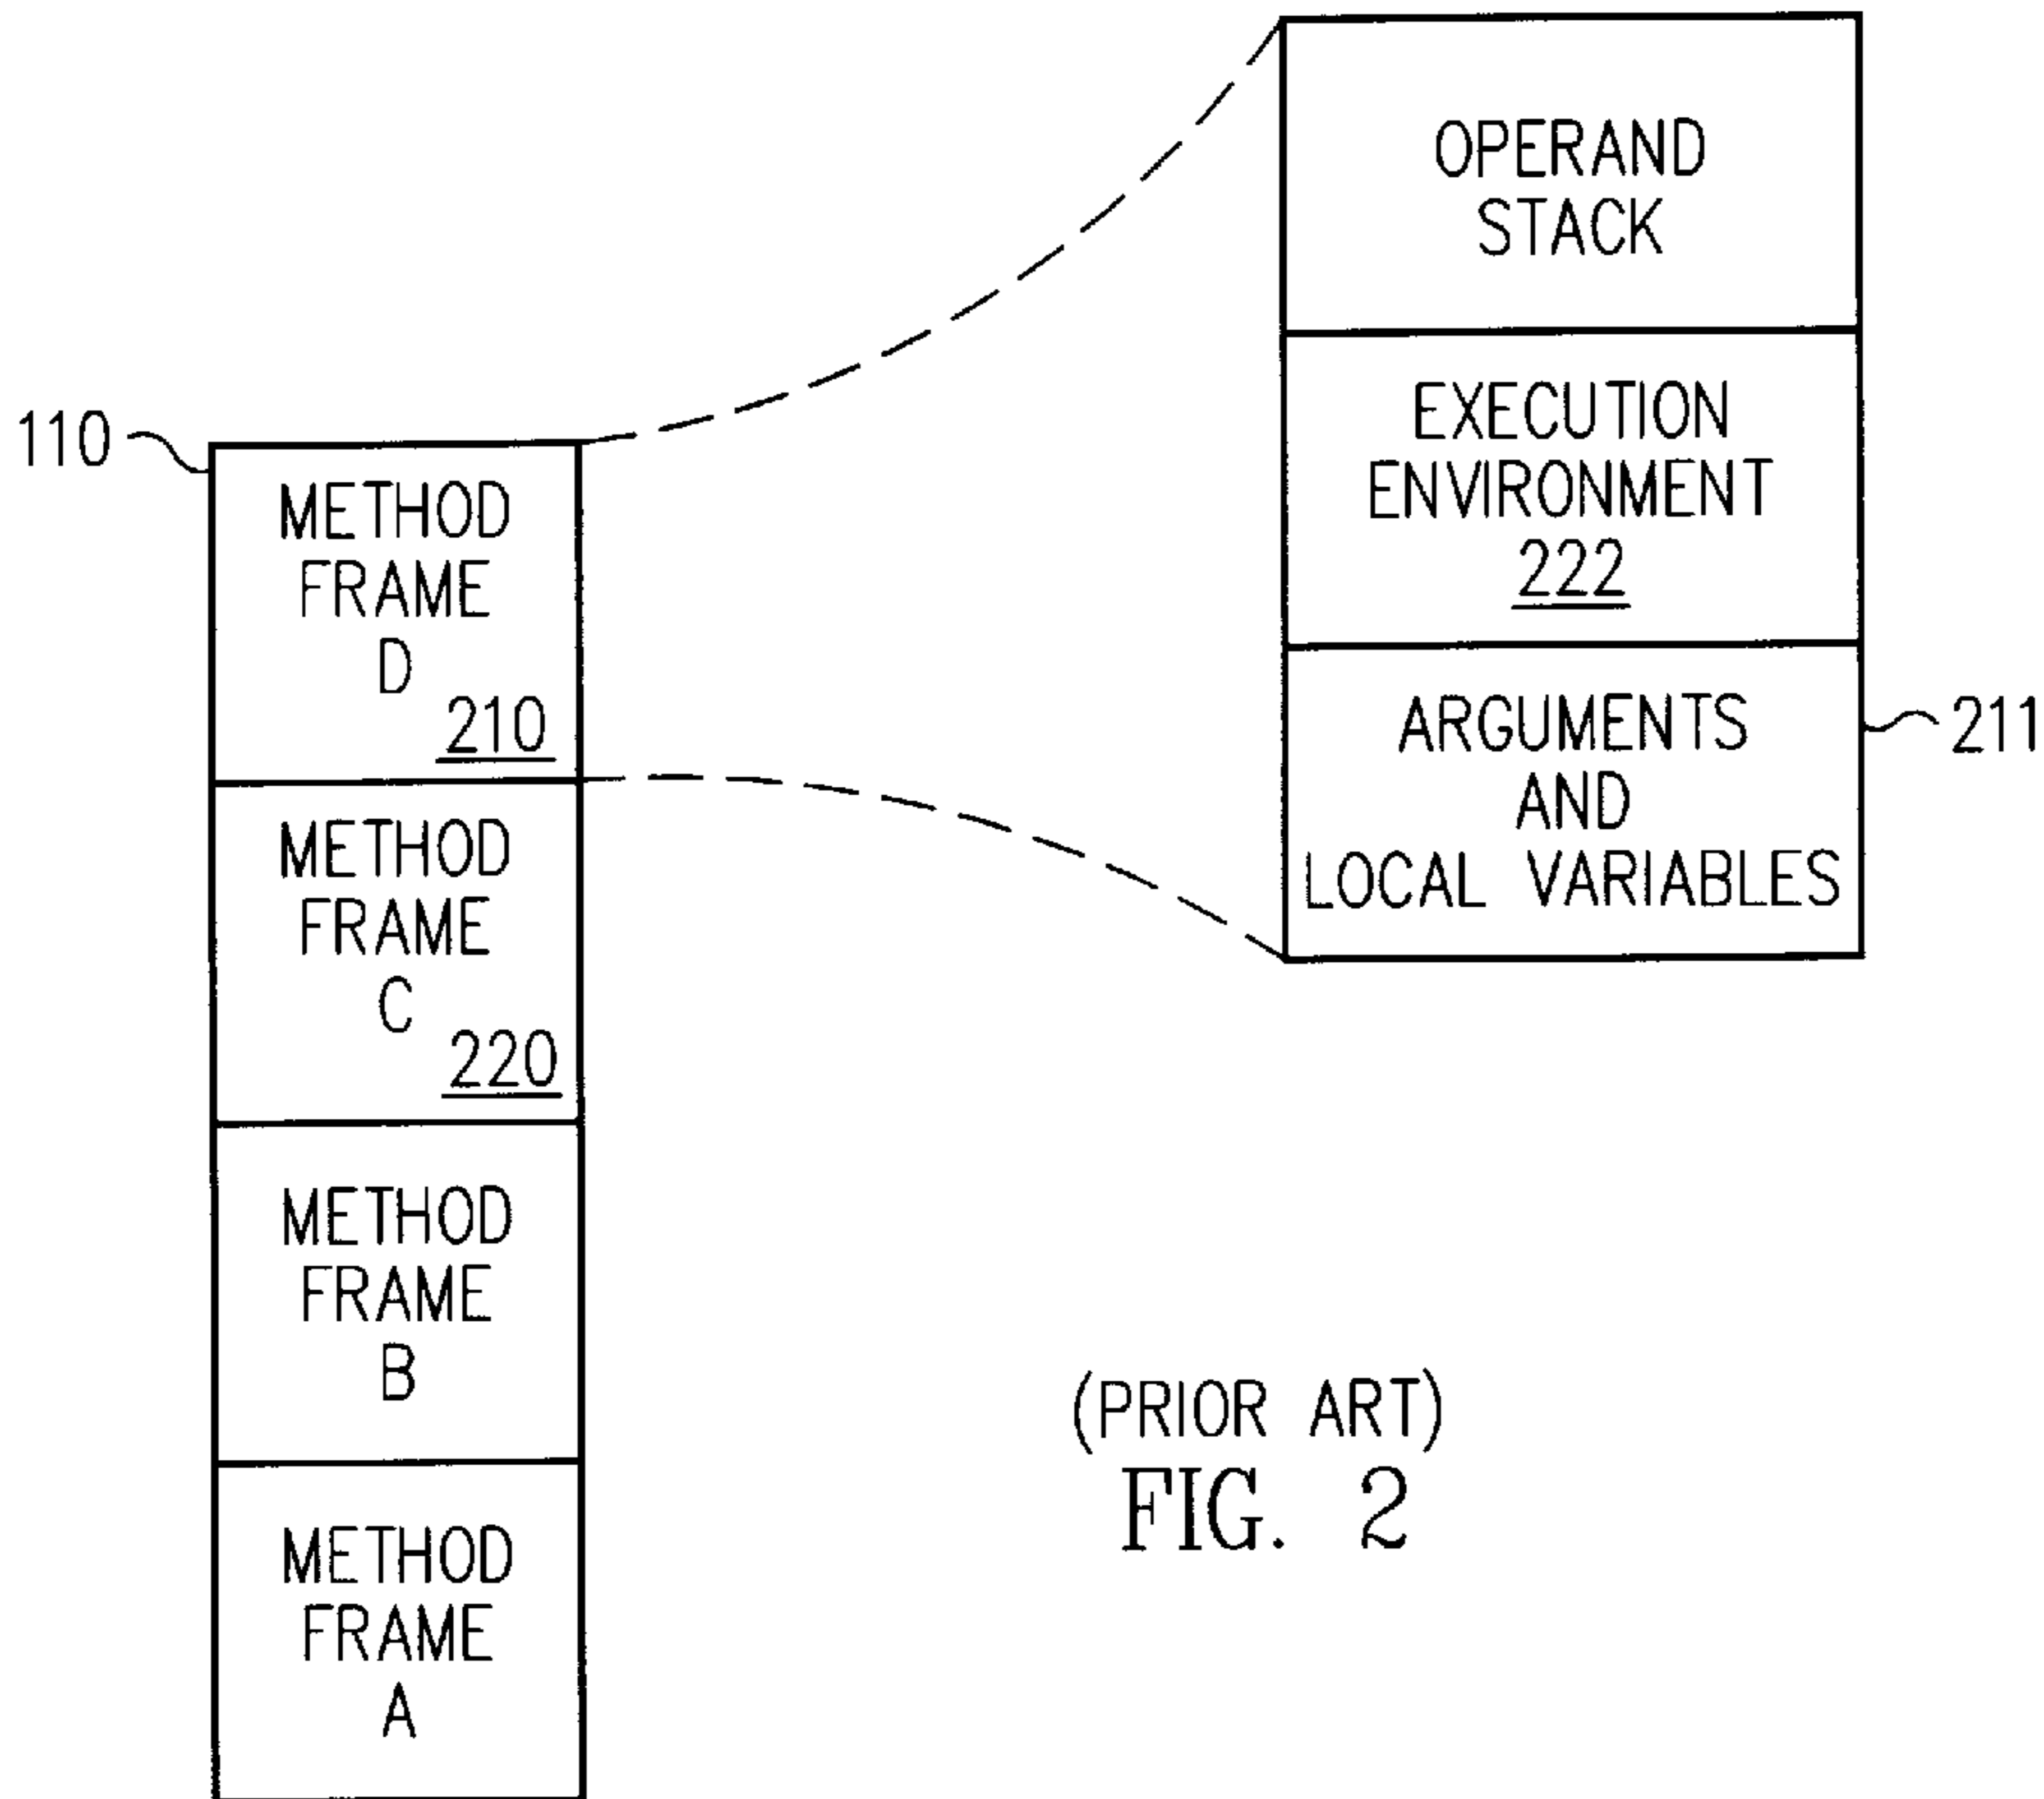 110
METHOD
FRAME
D
210
METHOD
FRAME
C
220
METHOD
FRAME
B
METHOD
FRAME
A
OPERAND
STACK
EXECUTION
ENVIRONMENT
222
ARGUMENTS
AND
LOCAL VARIABLES
211
(PRIOR ART)
FIG. 2